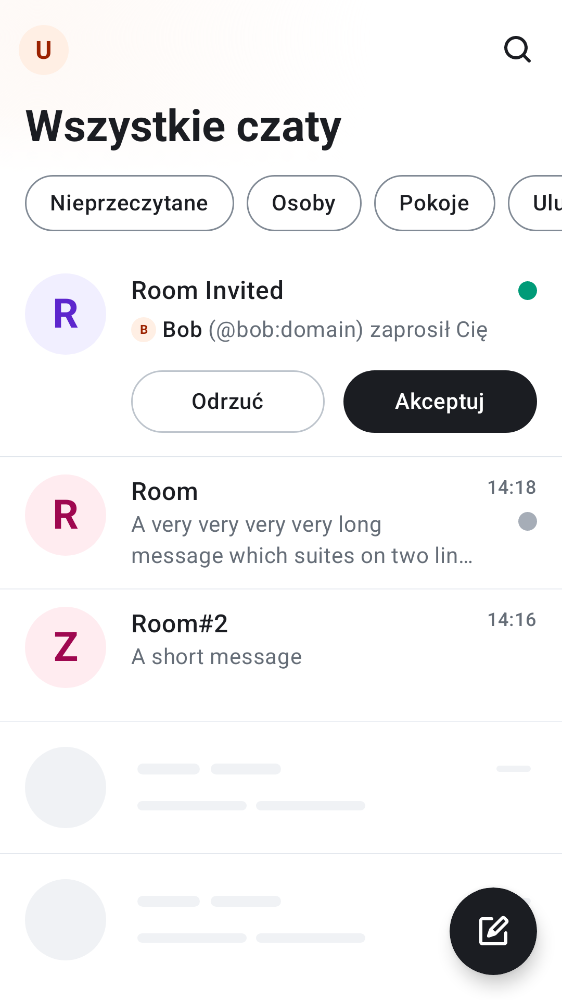 U
Wszystkie czaty
Nieprzeczytane Osoby Pokoje Ulu
R
Room Invited
B Bob (@bob:domain) zaprosił Cię
Odrzuć Akceptuj
R
Room 14:18
A very very very very long
message which suites on two lin…
Z
Room#2 14:16
A short message